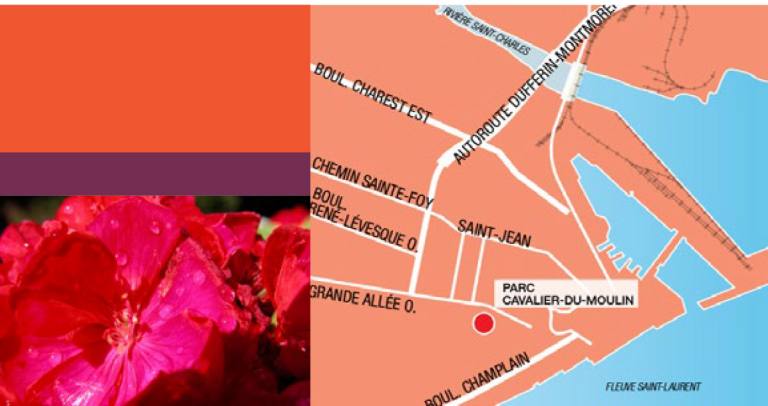 RIVIÈRE SAINT-CHARLES
AUTOROUTE DUFFERIN-MONTMOREN
BOUL. CHAREST EST
CHEMIN SAINTE-FOY
BOUL.
RENÉ-LÉVESQUE O.
SAINT-JEAN
GRANDE ALLÉE O.
PARC
CAVALIER-DU-MOULIN
BOUL. CHAMPLAIN
FLEUVE SAINT-LAURENT